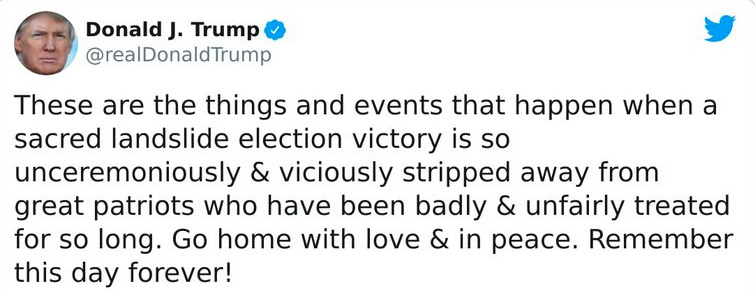 Donald J. Trump
@realDonaldTrump
These are the things and events that happen when a
sacred landslide election victory is so
unceremoniously & viciously stripped away from
great patriots who have been badly & unfairly treated
for so long. Go home with love & in peace. Remember
this day forever!